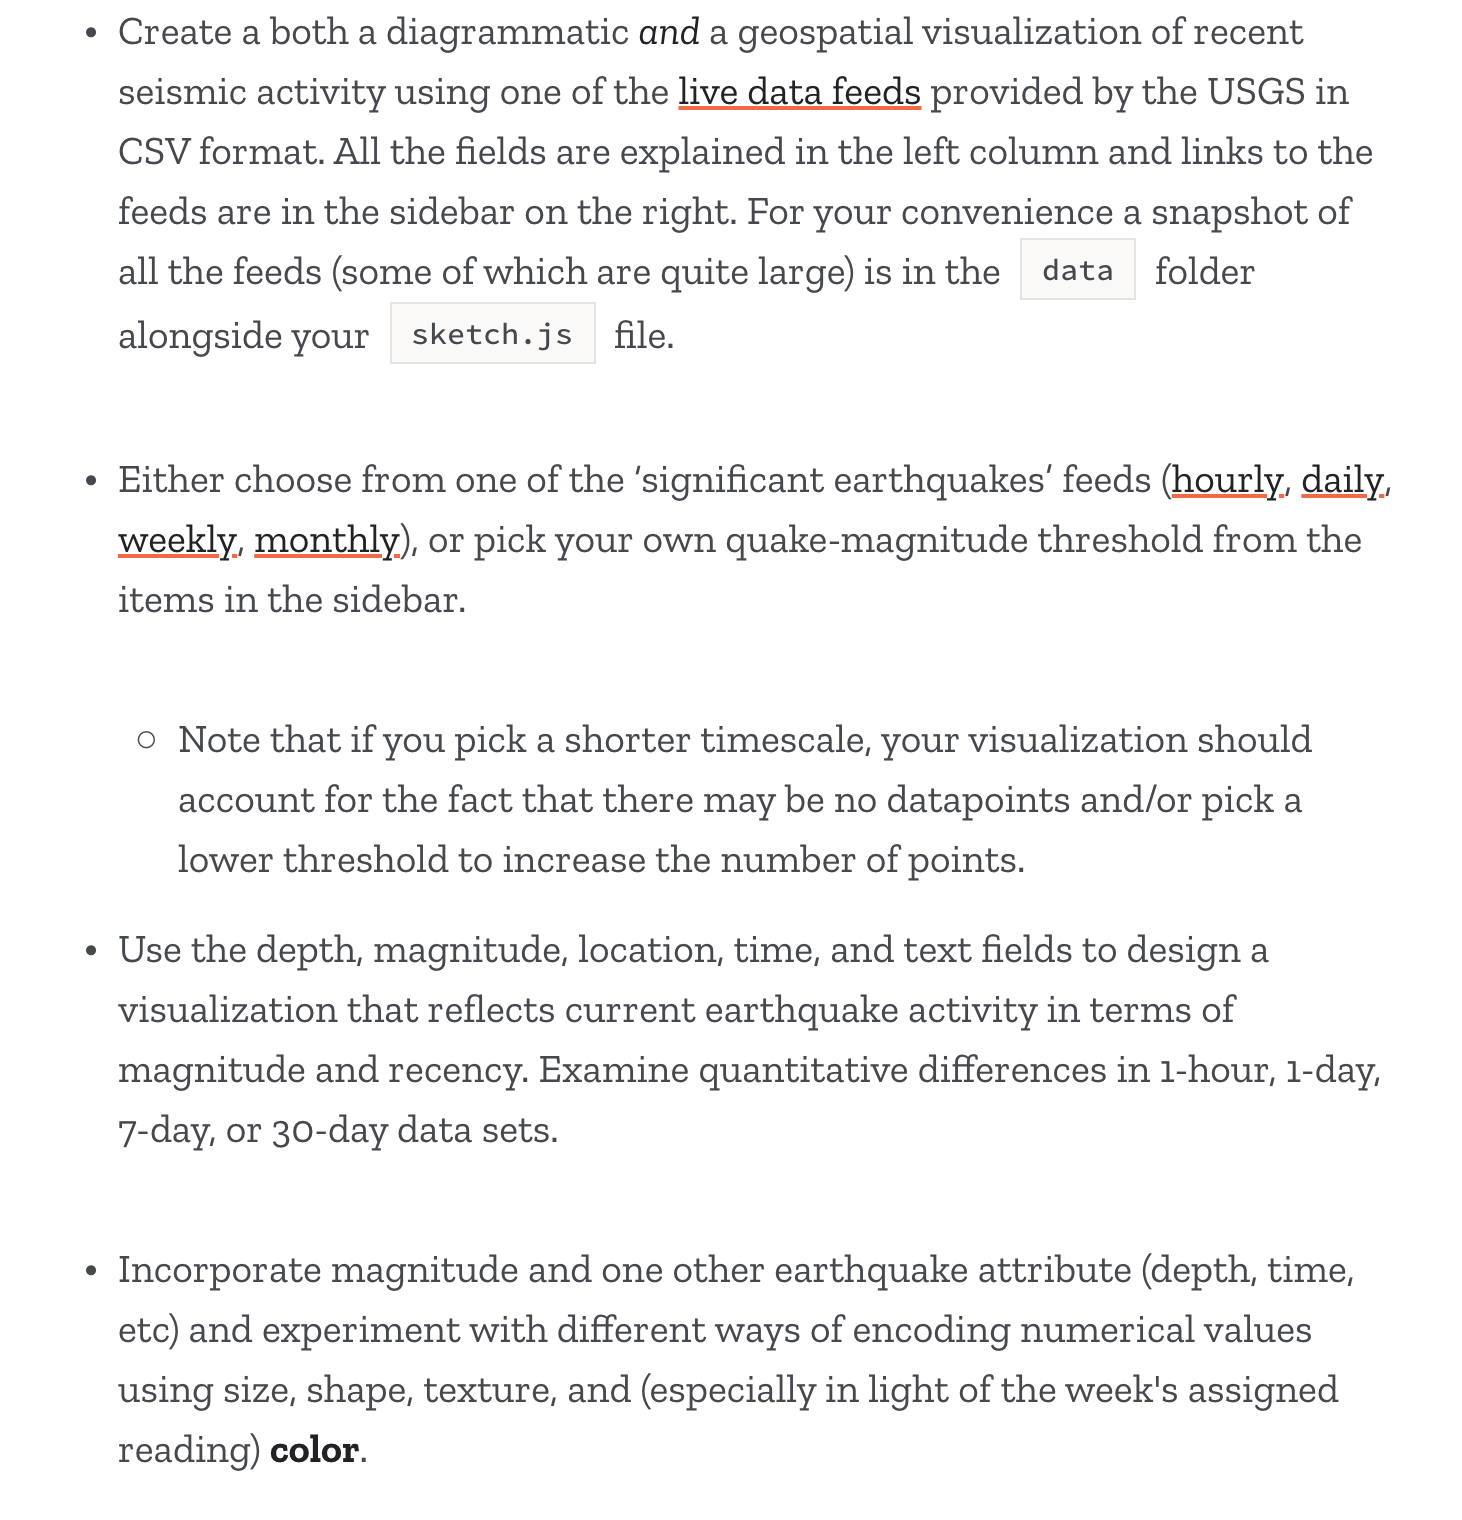 • Create a both a diagrammatic and a geospatial visualization of recent
seismic activity using one of the live data feeds provided by the USGS in
CSV format. All the fields are explained in the left column and links to the
feeds are in the sidebar on the right. For your convenience a snapshot of
all the feeds (some of which are quite large) is in the data folder
alongside your sketch.js file.
• Either choose from one of the ‘significant earthquakes’ feeds (hourly, daily,
weekly, monthly), or pick your own quake-magnitude threshold from the
items in the sidebar.
○ Note that if you pick a shorter timescale, your visualization should
account for the fact that there may be no datapoints and/or pick a
lower threshold to increase the number of points.
• Use the depth, magnitude, location, time, and text fields to design a
visualization that reflects current earthquake activity in terms of
magnitude and recency. Examine quantitative differences in 1-hour, 1-day,
7-day, or 30-day data sets.
• Incorporate magnitude and one other earthquake attribute (depth, time,
etc) and experiment with different ways of encoding numerical values
using size, shape, texture, and (especially in light of the week's assigned
reading) color.